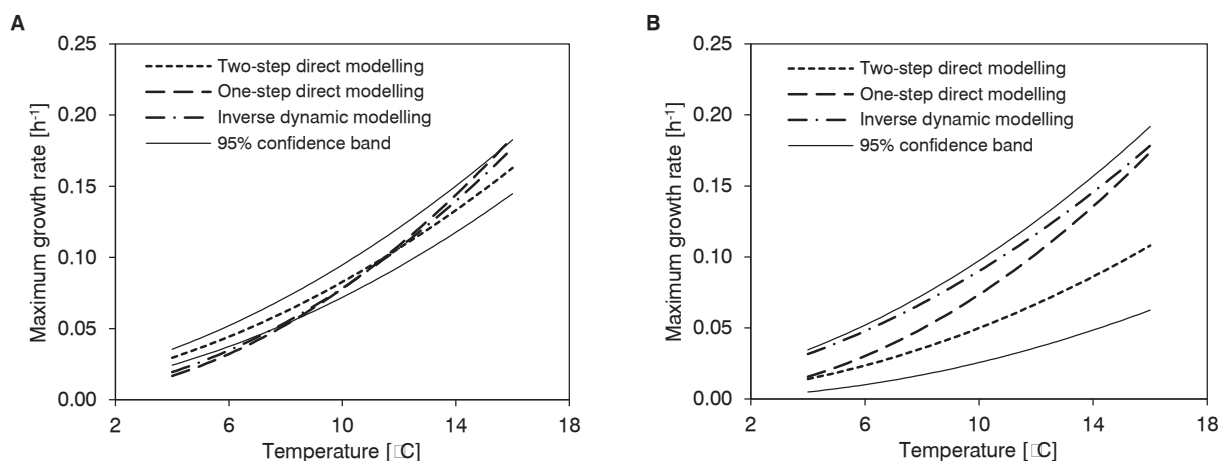 A
Maximum growth rate [h⁻¹]
0.25
0.20
0.15
0.10
0.05
0.00
Two-step direct modelling
One-step direct modelling
Inverse dynamic modelling
95% confidence band
2 6 10 14 18
Temperature [□C]
B
Maximum growth rate [h⁻¹]
0.25
0.20
0.15
0.10
0.05
0.00
Two-step direct modelling
One-step direct modelling
Inverse dynamic modelling
95% confidence band
2 6 10 14 18
Temperature [□C]